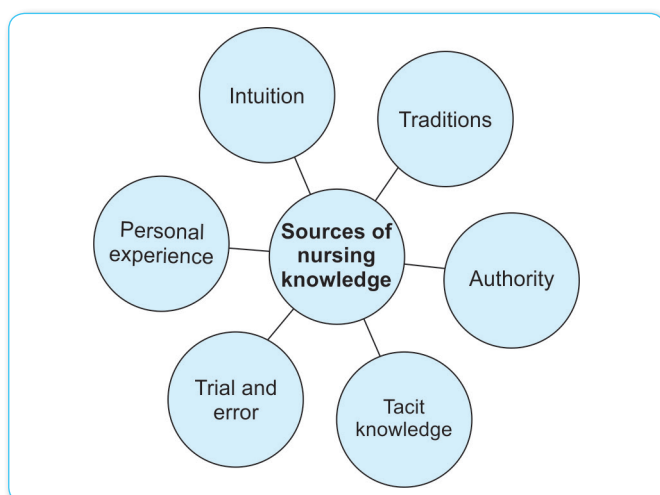 Intuition
Traditions
Personal
experience
Sources of
nursing
knowledge
Authority
Trial and
error
Tacit
knowledge